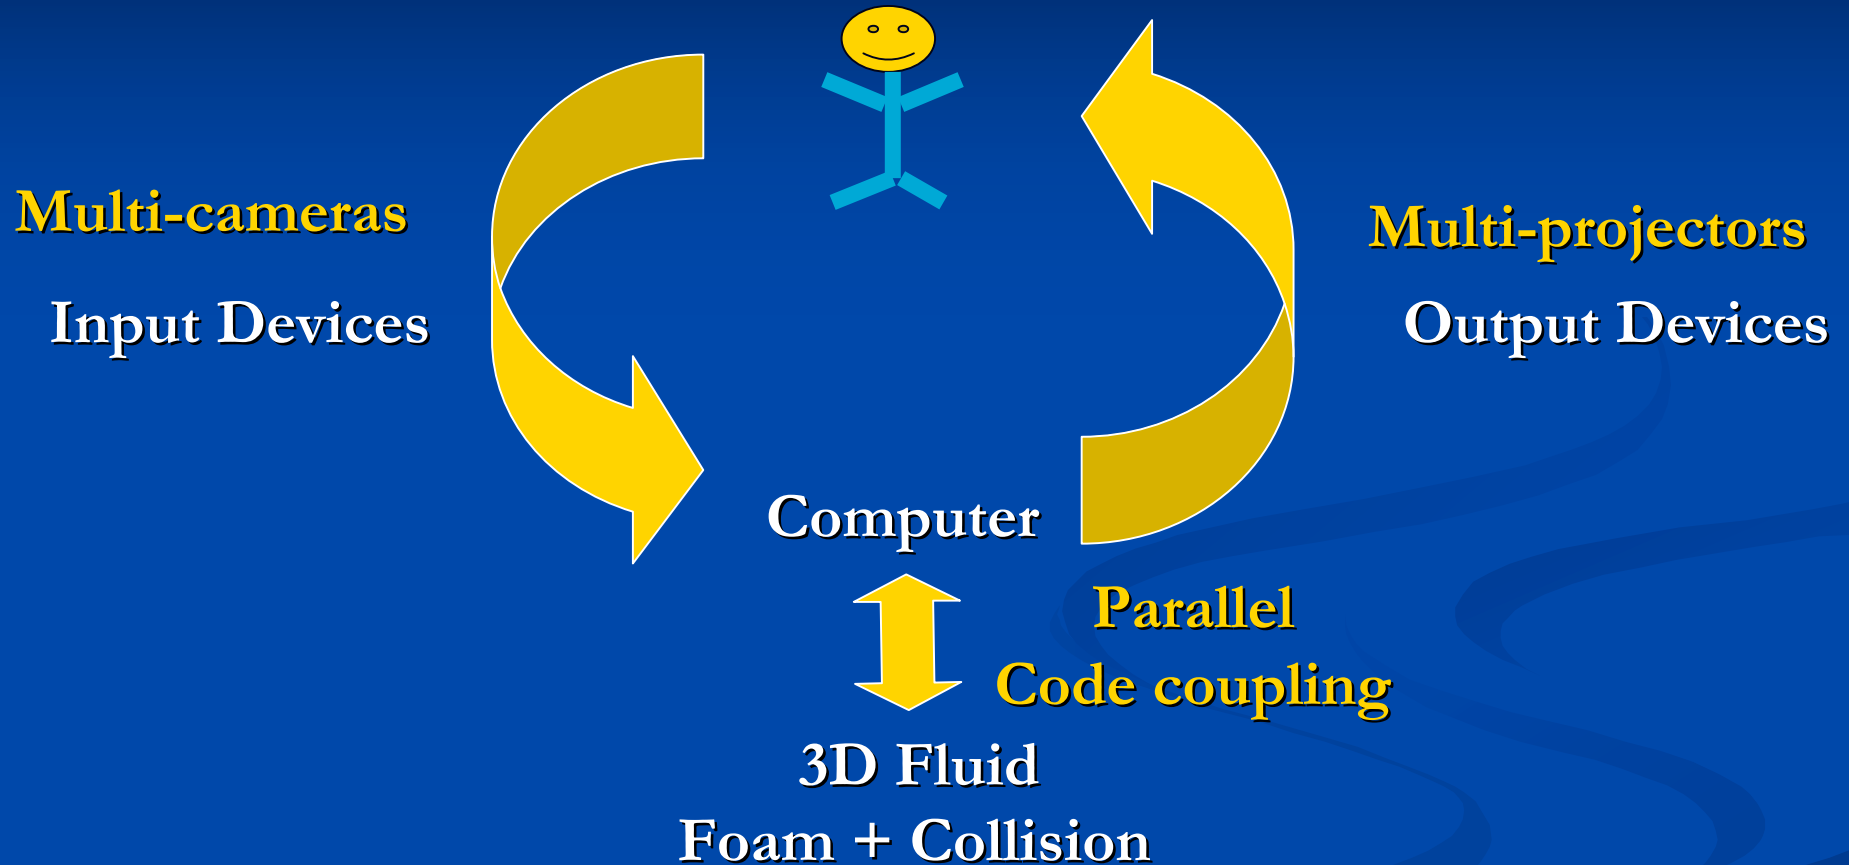 Multi-cameras
Input Devices
Multi-projectors
Output Devices
Computer
Parallel
Code coupling
3D Fluid
Foam + Collision